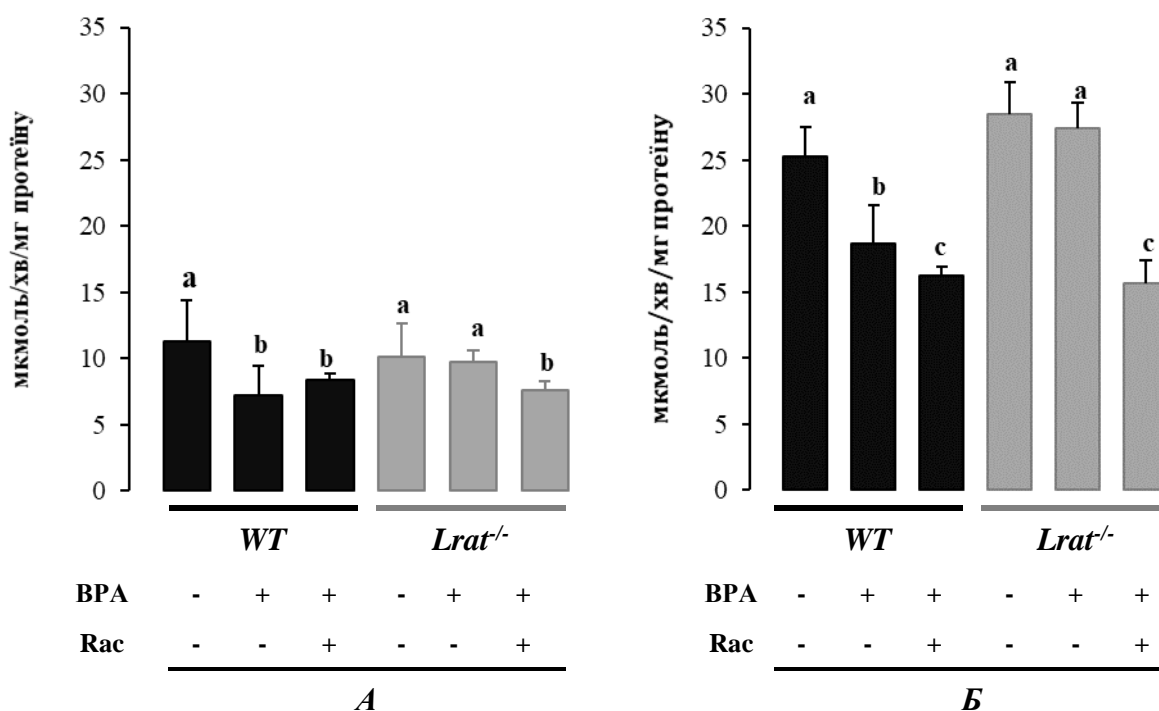 мкмоль/хв/мг протеїну
35
30
25
20
15
10
5
0
a
b
b
a
a
b
WT
Lrat-/-
BPA - + + - + +
Rac - - + - - +
А
мкмоль/хв/мг протеїну
35
30
25
20
15
10
5
0
a
b
c
a
a
c
WT
Lrat-/-
BPA - + + - + +
Rac - - + - - +
Б